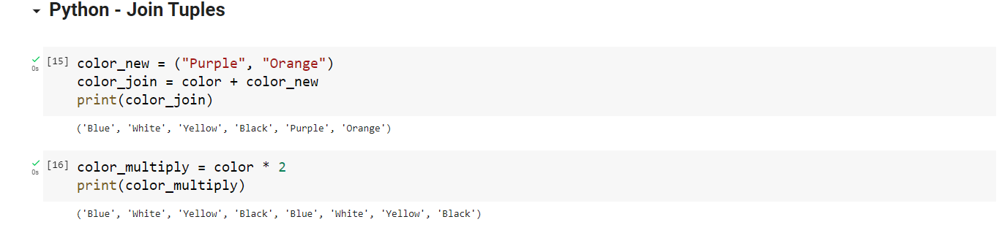 Python - Join Tuples
[15] color_new = ("Purple", "Orange")
0s
color_join = color + color_new
print(color_join)
('Blue', 'White', 'Yellow', 'Black', 'Purple', 'Orange')
[16] color_multiply = color * 2
0s
print(color_multiply)
('Blue', 'White', 'Yellow', 'Black', 'Blue', 'White', 'Yellow', 'Black')